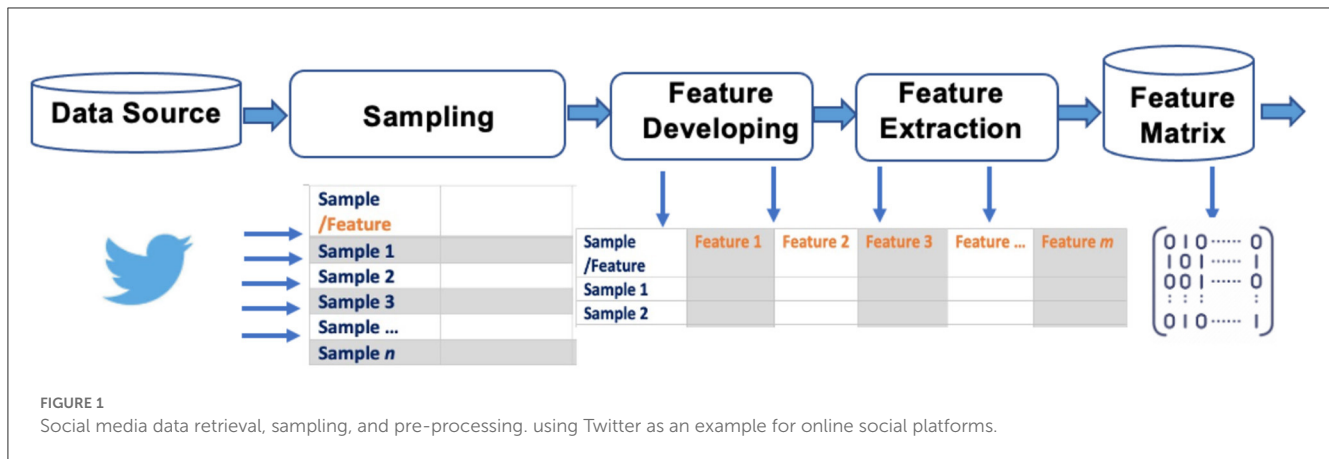 Data Source
Sampling
Feature
Developing
Feature
Extraction
Feature
Matrix
Sample
/Feature
Sample 1
Sample 2
Sample 3
Sample ...
Sample n
Sample
/Feature
Feature 1
Feature 2
Feature 3
Feature ...
Feature m
Sample 1
Sample 2
0 1 0 ...... 0
1 0 1 ...... 1
0 0 1 ...... 0
: : : :
0 1 0 ...... 1
FIGURE 1
Social media data retrieval, sampling, and pre-processing. using Twitter as an example for online social platforms.